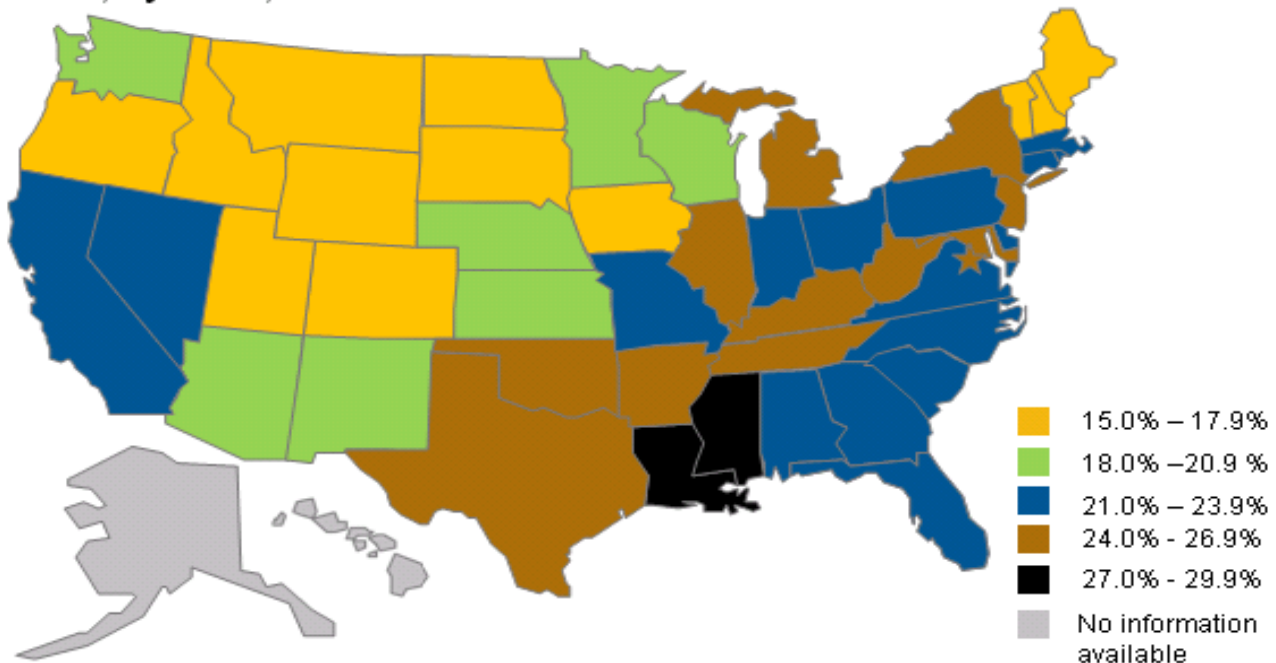 15.0% – 17.9%
18.0% –20.9 %
21.0% – 23.9%
24.0% - 26.9%
27.0% - 29.9%
No information
available